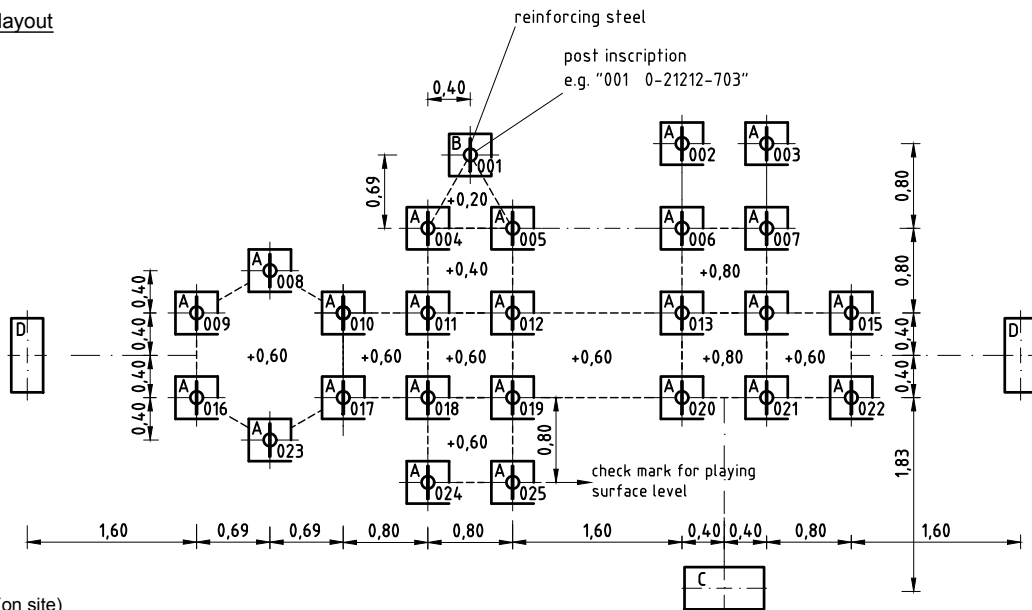 layout
reinforcing steel
post inscription
e.g. "001 0-21212-703"
0,40
B 001
A 002
A 003
0,69
+0,20
0,80
A 004
A 005
A 006
A 007
A 008
+0,40
+0,80
0,80
0,40
A 009
A 010
A 011
A 012
A 013
A
A 015
0,40
0,40
D
+0,60
+0,60
+0,60
+0,60
+0,80
+0,60
D
0,40
0,40
A 016
A 017
A 018
A 019
A 020
A 021
A 022
0,40
A 023
+0,60
0,80
1,83
A 024
A 025
check mark for playing
surface level
1,60
0,69
0,69
0,80
0,80
1,60
0,40
0,40
0,80
1,60
C
(on site)